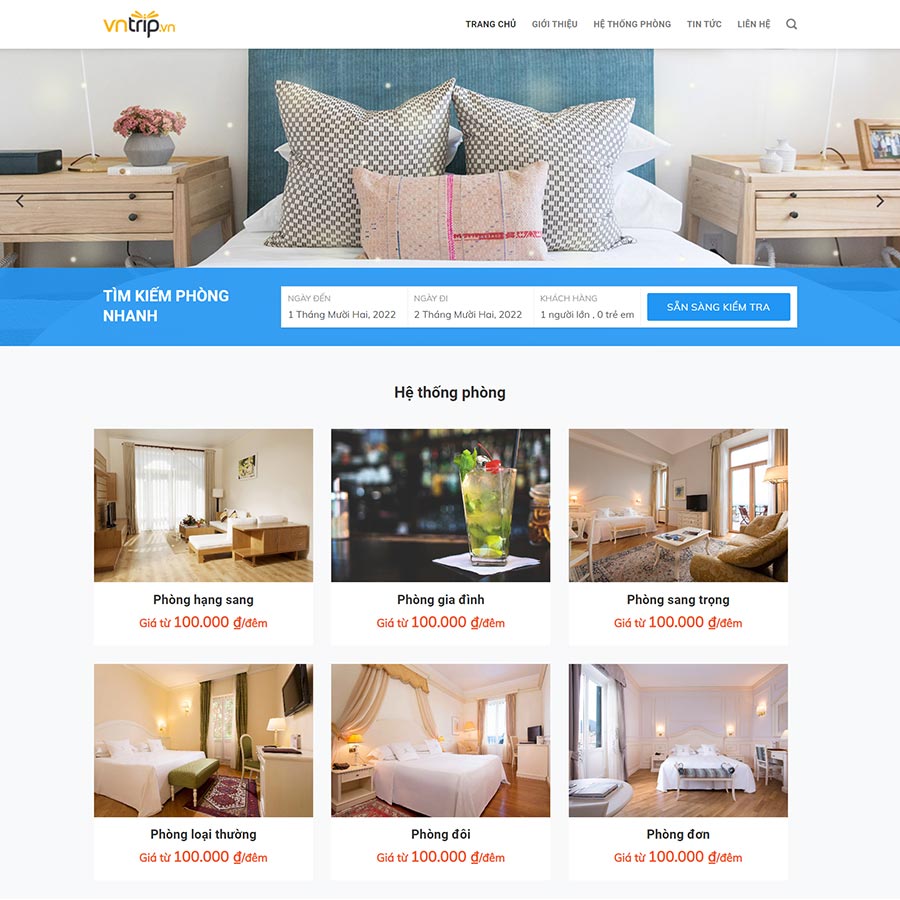 vntrip.vn
TRANG CHỦ GIỚI THIỆU HỆ THỐNG PHÒNG TIN TỨC LIÊN HỆ
TÌM KIẾM PHÒNG
NHANH
NGÀY ĐẾN NGÀY ĐI KHÁCH HÀNG
1 Tháng Mười Hai, 2022 2 Tháng Mười Hai, 2022 1 người lớn , 0 trẻ em
SẴN SÀNG KIỂM TRA
Hệ thống phòng
Phòng hạng sang Phòng gia đình Phòng sang trọng
Giá từ 100.000 ₫/đêm Giá từ 100.000 ₫/đêm Giá từ 100.000 ₫/đêm
Phòng loại thường Phòng đôi Phòng đơn
Giá từ 100.000 ₫/đêm Giá từ 100.000 ₫/đêm Giá từ 100.000 ₫/đêm